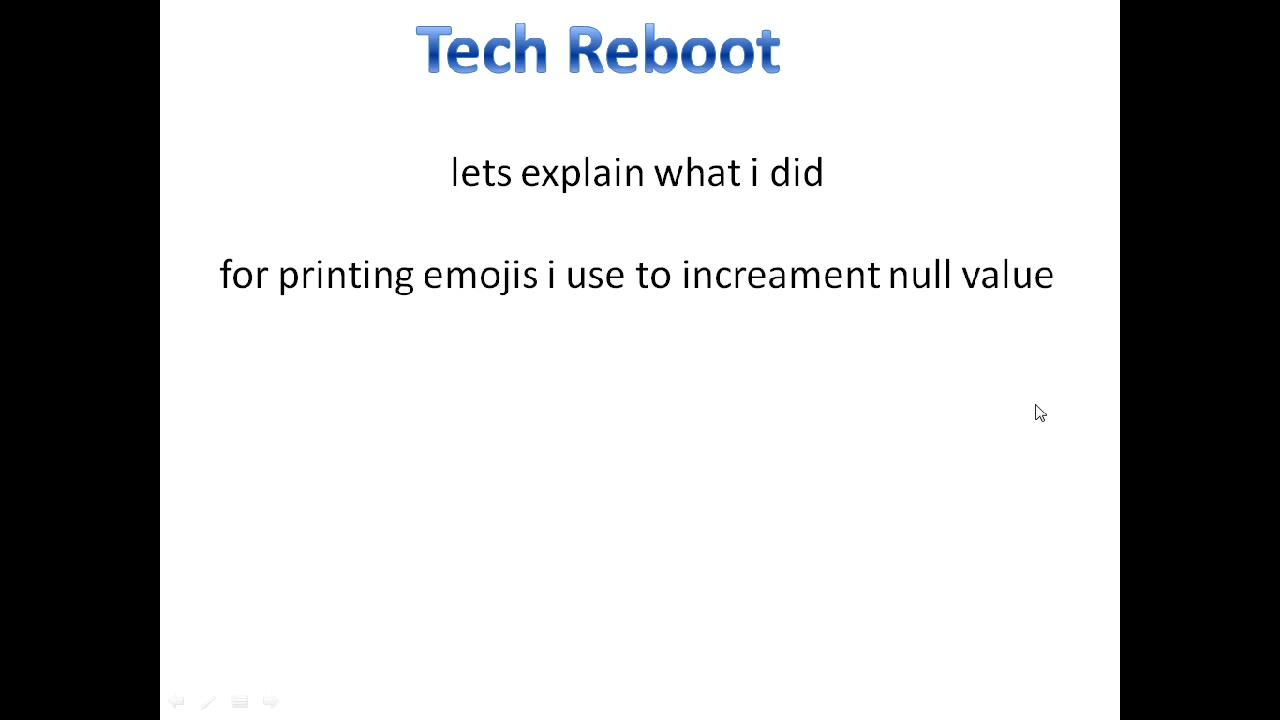 Tech Reboot
lets explain what i did
for printing emojis i use to increament null value